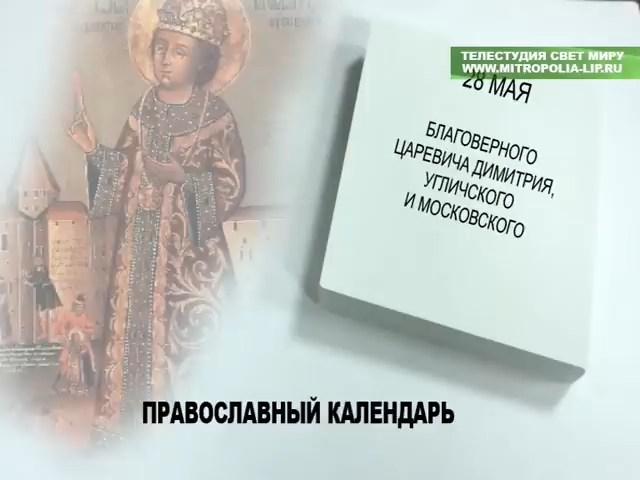 ТЕЛЕСТУДИЯ СВЕТ МИРУ
WWW.MITROPOLIA-LIP.RU
28 МАЯ
БЛАГОВЕРНОГО
ЦАРЕВИЧА ДИМИТРИЯ,
УГЛИЧСКОГО
И МОСКОВСКОГО
ПРАВОСЛАВНЫЙ КАЛЕНДАРЬ